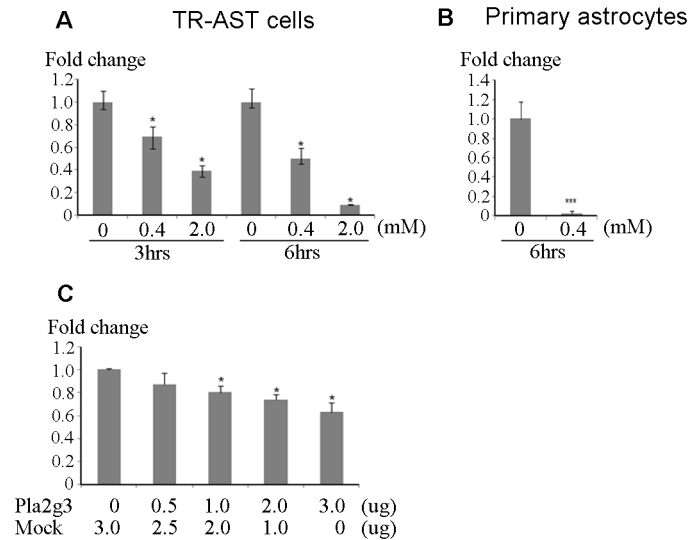 A TR-AST cells
Fold change
1.2
1.0
0.8
0.6
0.4
0.2
0
* * * *
0 0.4 2.0 0 0.4 2.0 (mM)
3hrs 6hrs
B Primary astrocytes
Fold change
1.4
1.2
1.0
0.8
0.6
0.4
0.2
0
***
0 0.4 (mM)
6hrs
C
Fold change
1.2
1.0
0.8
0.6
0.4
0.2
0
* * *
Pla2g3 0 0.5 1.0 2.0 3.0 (ug)
Mock 3.0 2.5 2.0 1.0 0 (ug)